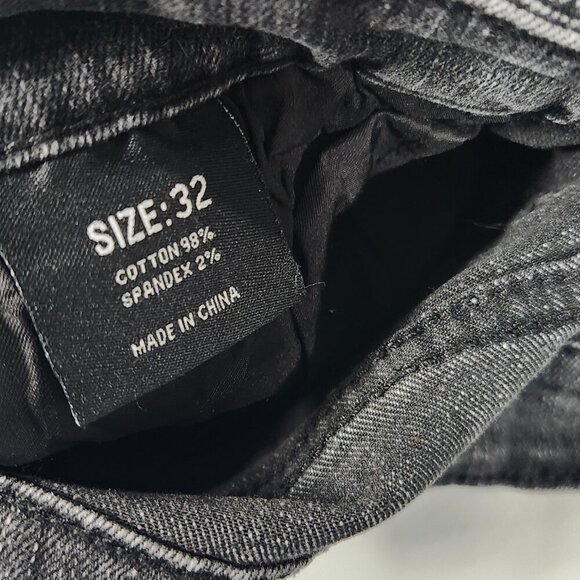 SIZE: 32
COTTON 98%
SPANDEX 2%
MADE IN CHINA